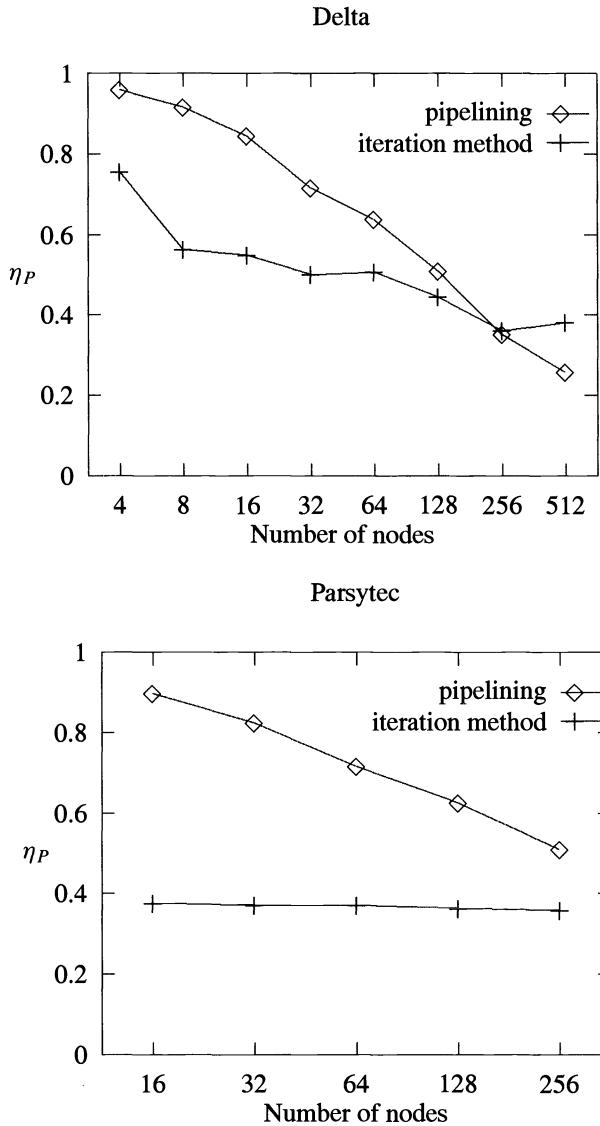 Delta
1
pipelining
iteration method
0.8
0.6
ηP
0.4
0.2
0
4 8 16 32 64 128 256 512
Number of nodes
Parsytec
1
pipelining
iteration method
0.8
0.6
ηP
0.4
0.2
0
16 32 64 128 256
Number of nodes